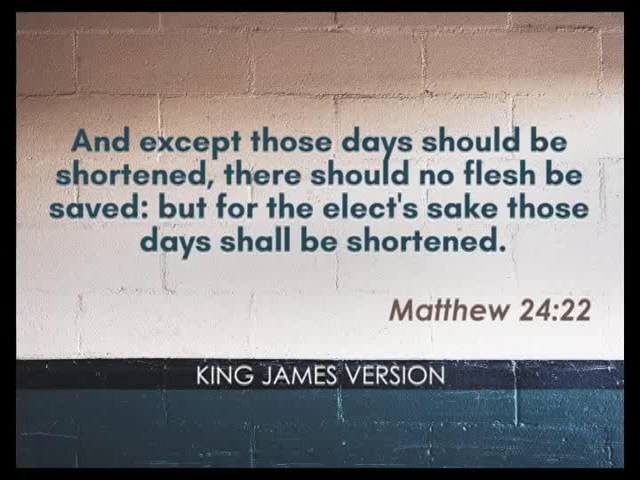 And except those days should be
shortened, there should no flesh be
saved: but for the elect's sake those
days shall be shortened.
Matthew 24:22
KING JAMES VERSION